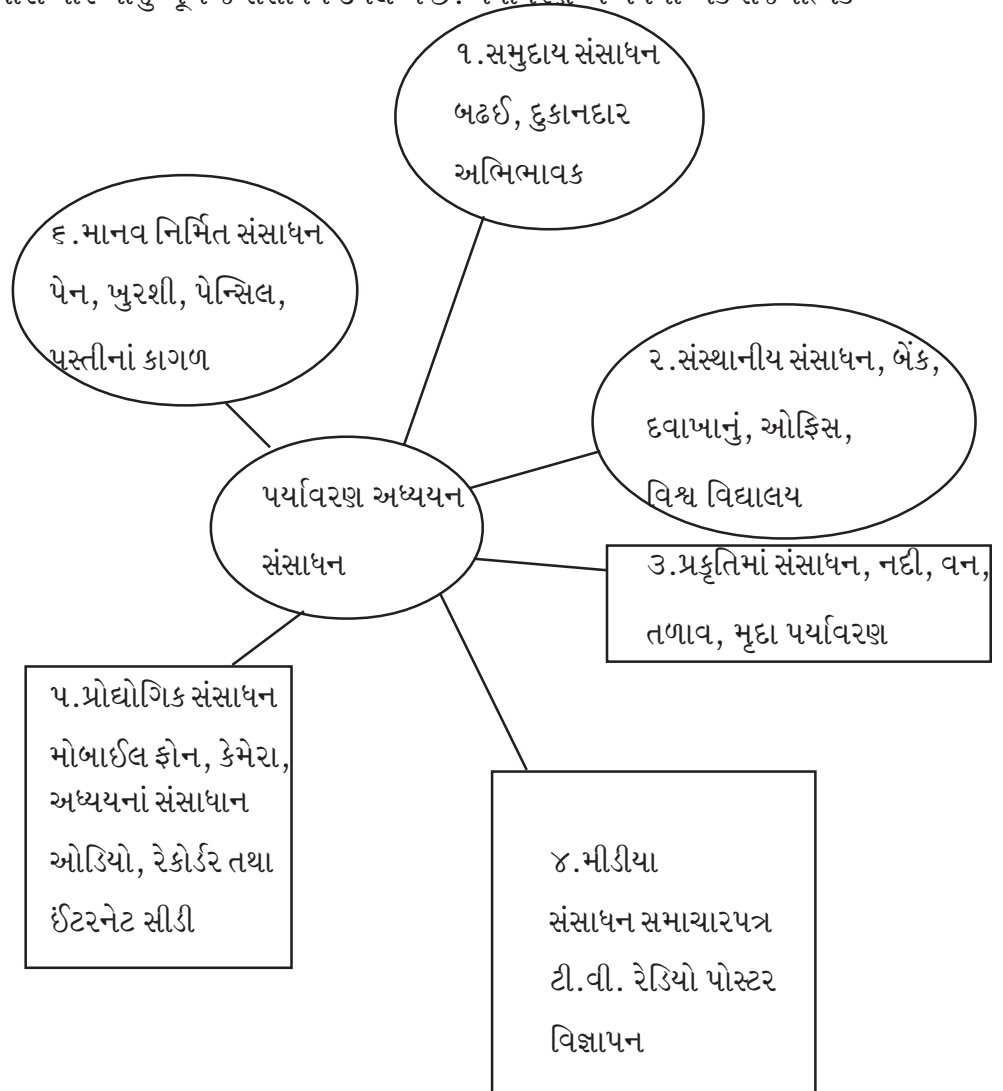 ૧.સમુદાય સંસાધન
બઢઈ, દુકાનદાર
અભિભાવક
૬.માનવ નિર્મિત સંસાધન
પેન, ખુરશી, પેન્સિલ,
પસ્તીનાં કાગળ
૨.સંસ્થાનીય સંસાધન, બેંક,
દવાખાનું, ઓફિસ,
વિશ્વ વિદ્યાલય
પર્યાવરણ અધ્યયન
સંસાધન
૩.પ્રકૃતિમાં સંસાધન, નદી, વન,
તળાવ, મૃદા પર્યાવરણ
૫.પ્રોદ્યોગિક સંસાધન
મોબાઈલ ફોન, કેમેરા,
અધ્યયનાં સંસાધાન
ઓડિયો, રેકોર્ડર તથા
ઈંટરનેટ સીડી
૪.મીડીયા
સંસાધન સમાચારપત્ર
ટી.વી. રેડિયો પોસ્ટર
વિજ્ઞાપન